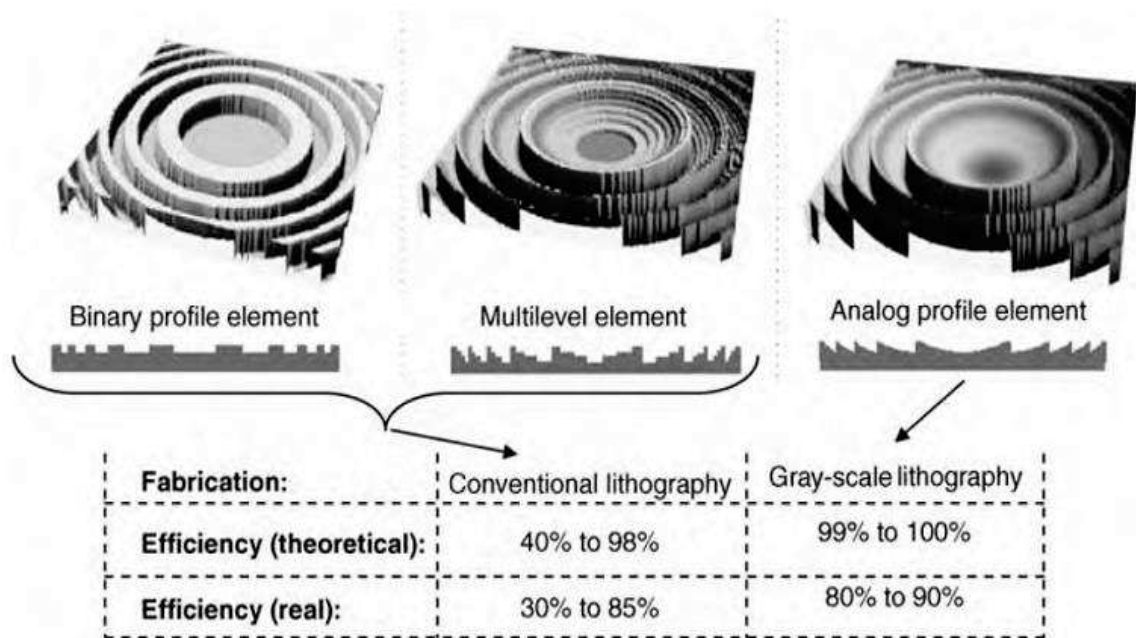 Binary profile element
Multilevel element
Analog profile element
Fabrication:
Conventional lithography
Gray-scale lithography
Efficiency (theoretical):
40% to 98%
99% to 100%
Efficiency (real):
30% to 85%
80% to 90%